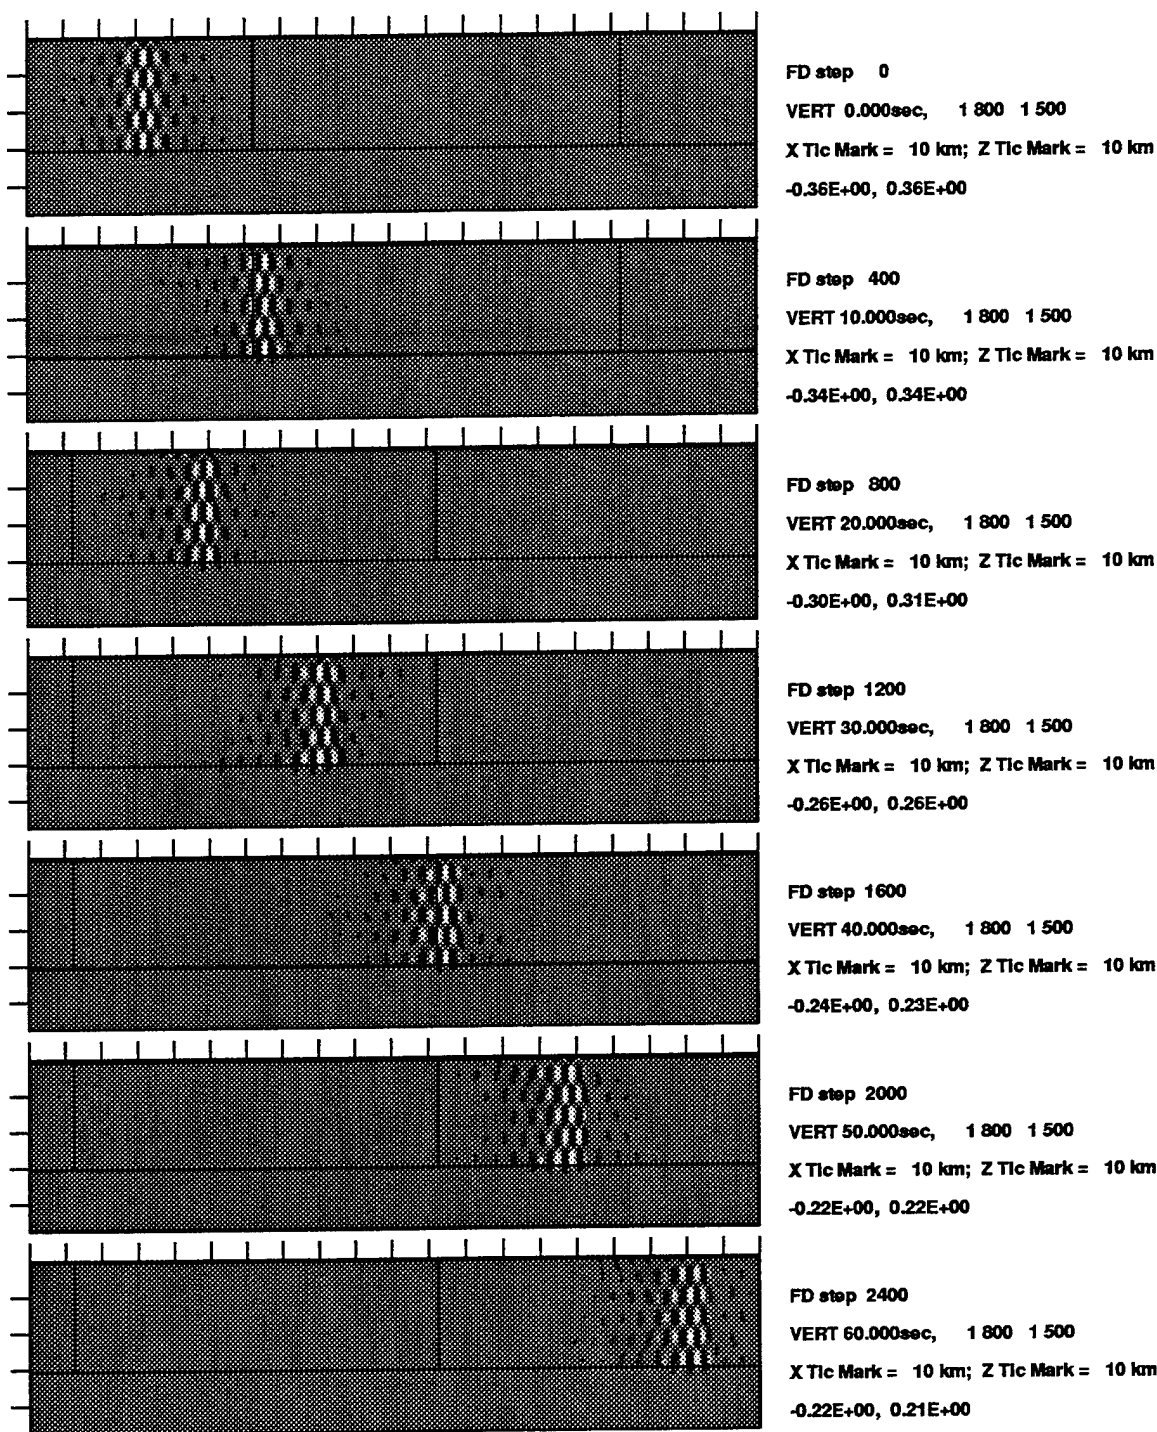 FD step 0
VERT 0.000sec, 1 800 1 500
X Tic Mark = 10 km; Z Tic Mark = 10 km
-0.36E+00, 0.36E+00
FD step 400
VERT 10.000sec, 1 800 1 500
X Tic Mark = 10 km; Z Tic Mark = 10 km
-0.34E+00, 0.34E+00
FD step 800
VERT 20.000sec, 1 800 1 500
X Tic Mark = 10 km; Z Tic Mark = 10 km
-0.30E+00, 0.31E+00
FD step 1200
VERT 30.000sec, 1 800 1 500
X Tic Mark = 10 km; Z Tic Mark = 10 km
-0.26E+00, 0.26E+00
FD step 1600
VERT 40.000sec, 1 800 1 500
X Tic Mark = 10 km; Z Tic Mark = 10 km
-0.24E+00, 0.23E+00
FD step 2000
VERT 50.000sec, 1 800 1 500
X Tic Mark = 10 km; Z Tic Mark = 10 km
-0.22E+00, 0.22E+00
FD step 2400
VERT 60.000sec, 1 800 1 500
X Tic Mark = 10 km; Z Tic Mark = 10 km
-0.22E+00, 0.21E+00